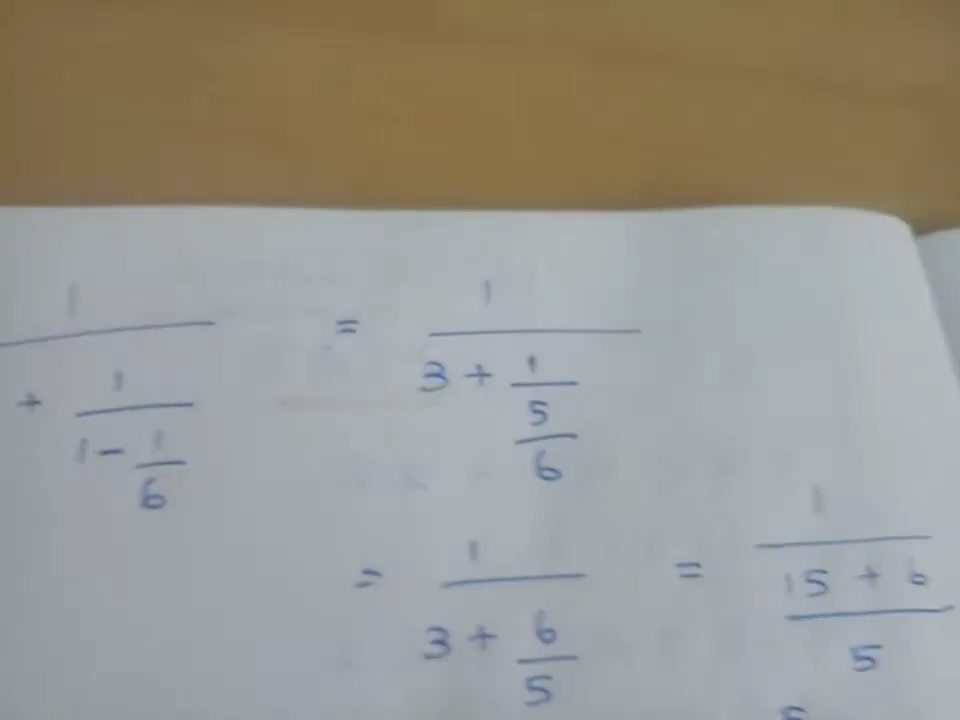 1 = 1
+ 1 3 + 1
1 - 1 5
6 6
= 1 = 1
3 + 6 15 + 6
5 5